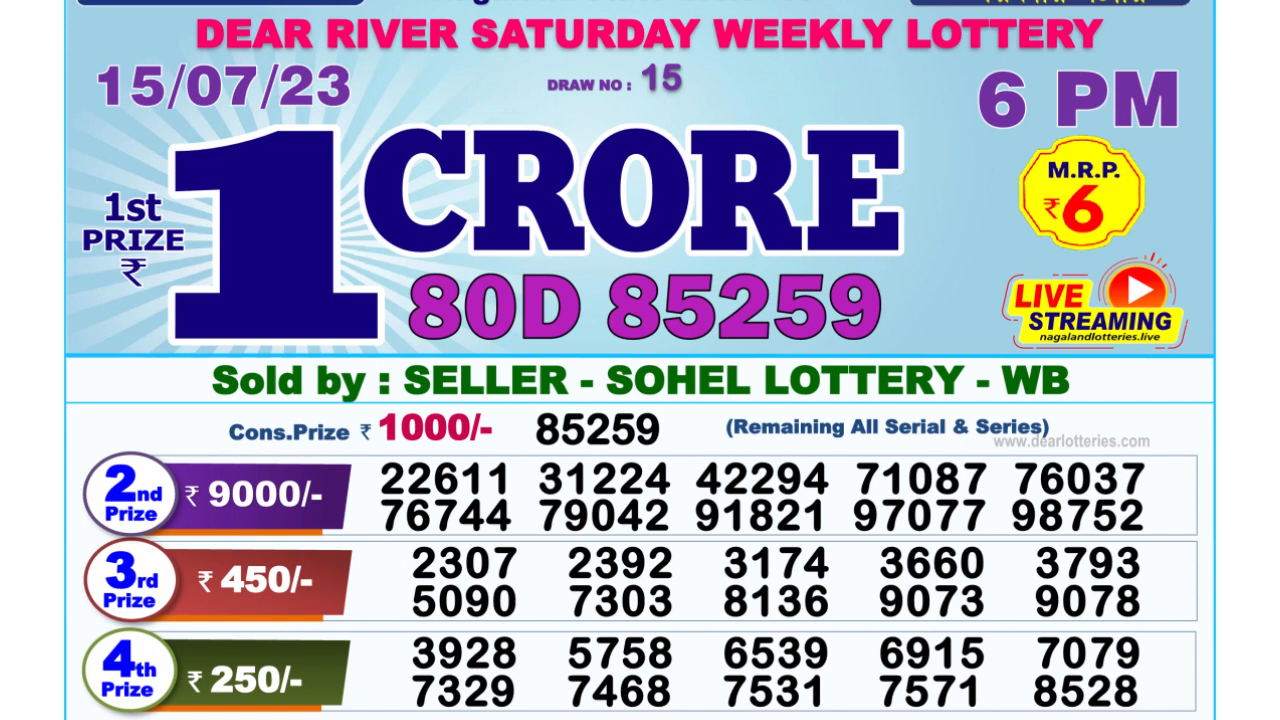 DEAR RIVER SATURDAY WEEKLY LOTTERY
15/07/23
DRAW NO : 15
6 PM
1st
PRIZE
₹
1 CRORE
80D 85259
M.R.P.
₹6
LIVE
STREAMING
nagalandlotteries.live
Sold by : SELLER - SOHEL LOTTERY - WB
Cons.Prize ₹ 1000/- 85259 (Remaining All Serial & Series)
www.dearlotteries.com
2nd Prize ₹ 9000/-
22611 31224 42294 71087 76037
76744 79042 91821 97077 98752
3rd Prize ₹ 450/-
2307 2392 3174 3660 3793
5090 7303 8136 9073 9078
4th Prize ₹ 250/-
3928 5758 6539 6915 7079
7329 7468 7531 7571 8528